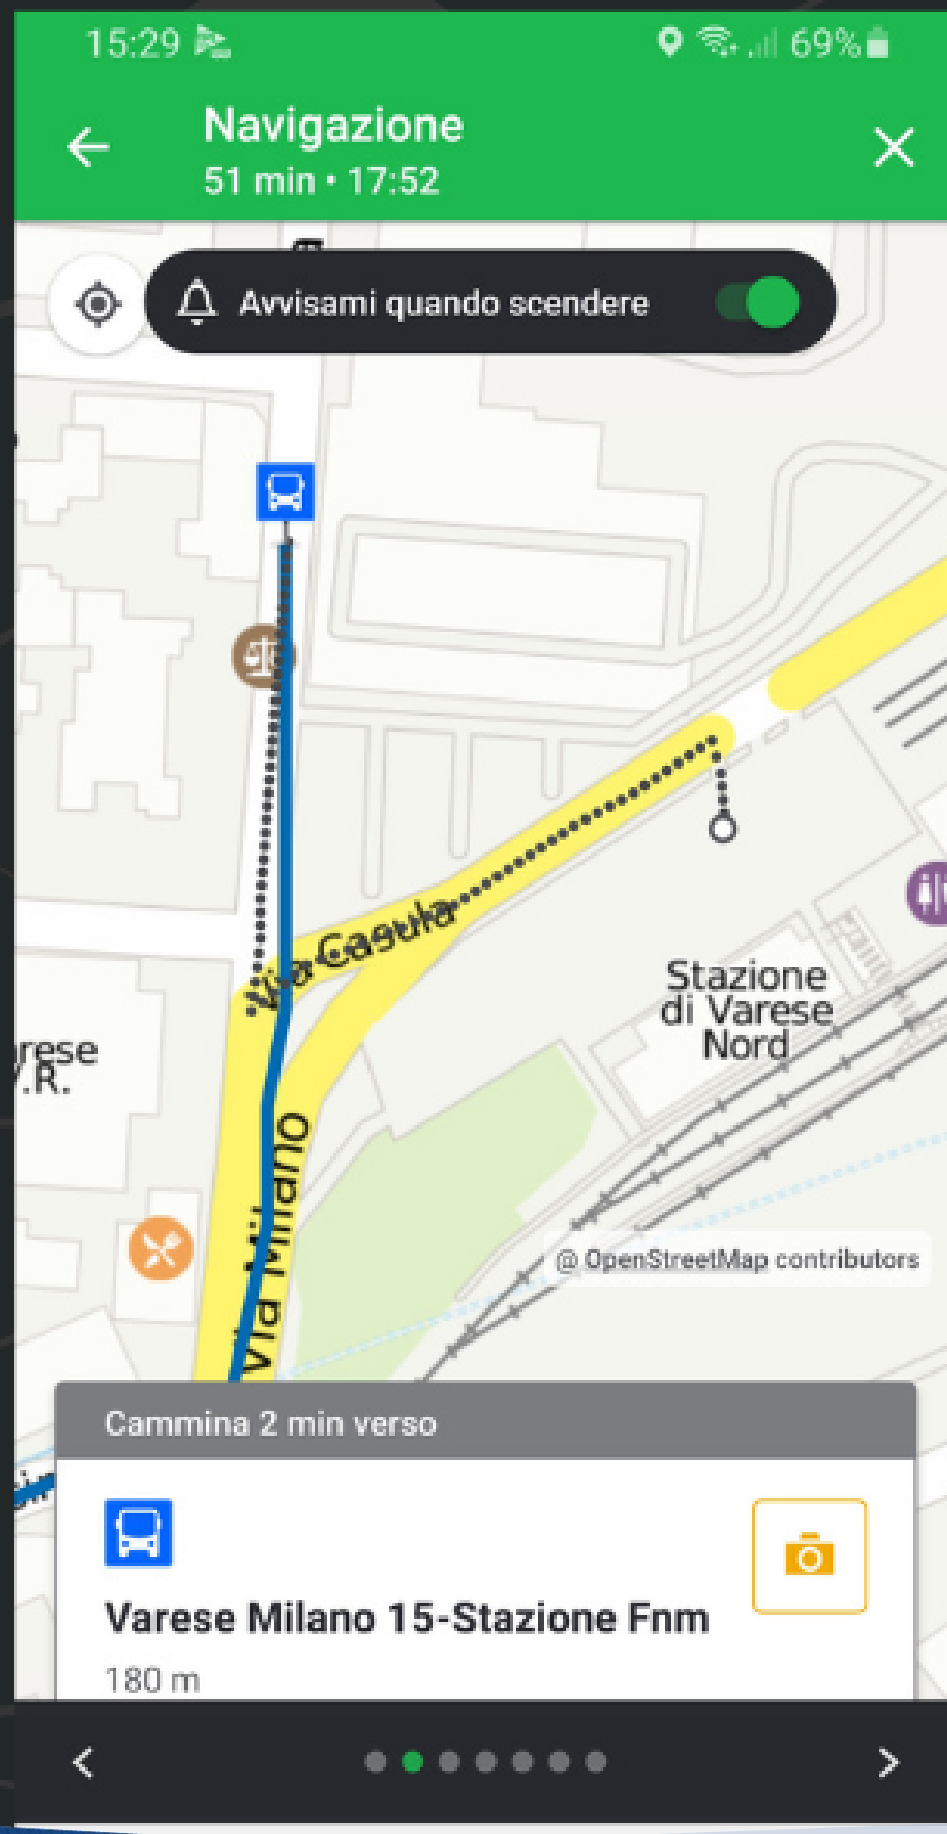 15:29
69%
Navigazione
51 min • 17:52
Avvisami quando scendere
Via Casula
Stazione
di Varese
Nord
rese
.R.
Via Milano
@ OpenStreetMap contributors
Cammina 2 min verso
Varese Milano 15-Stazione Fnm
180 m